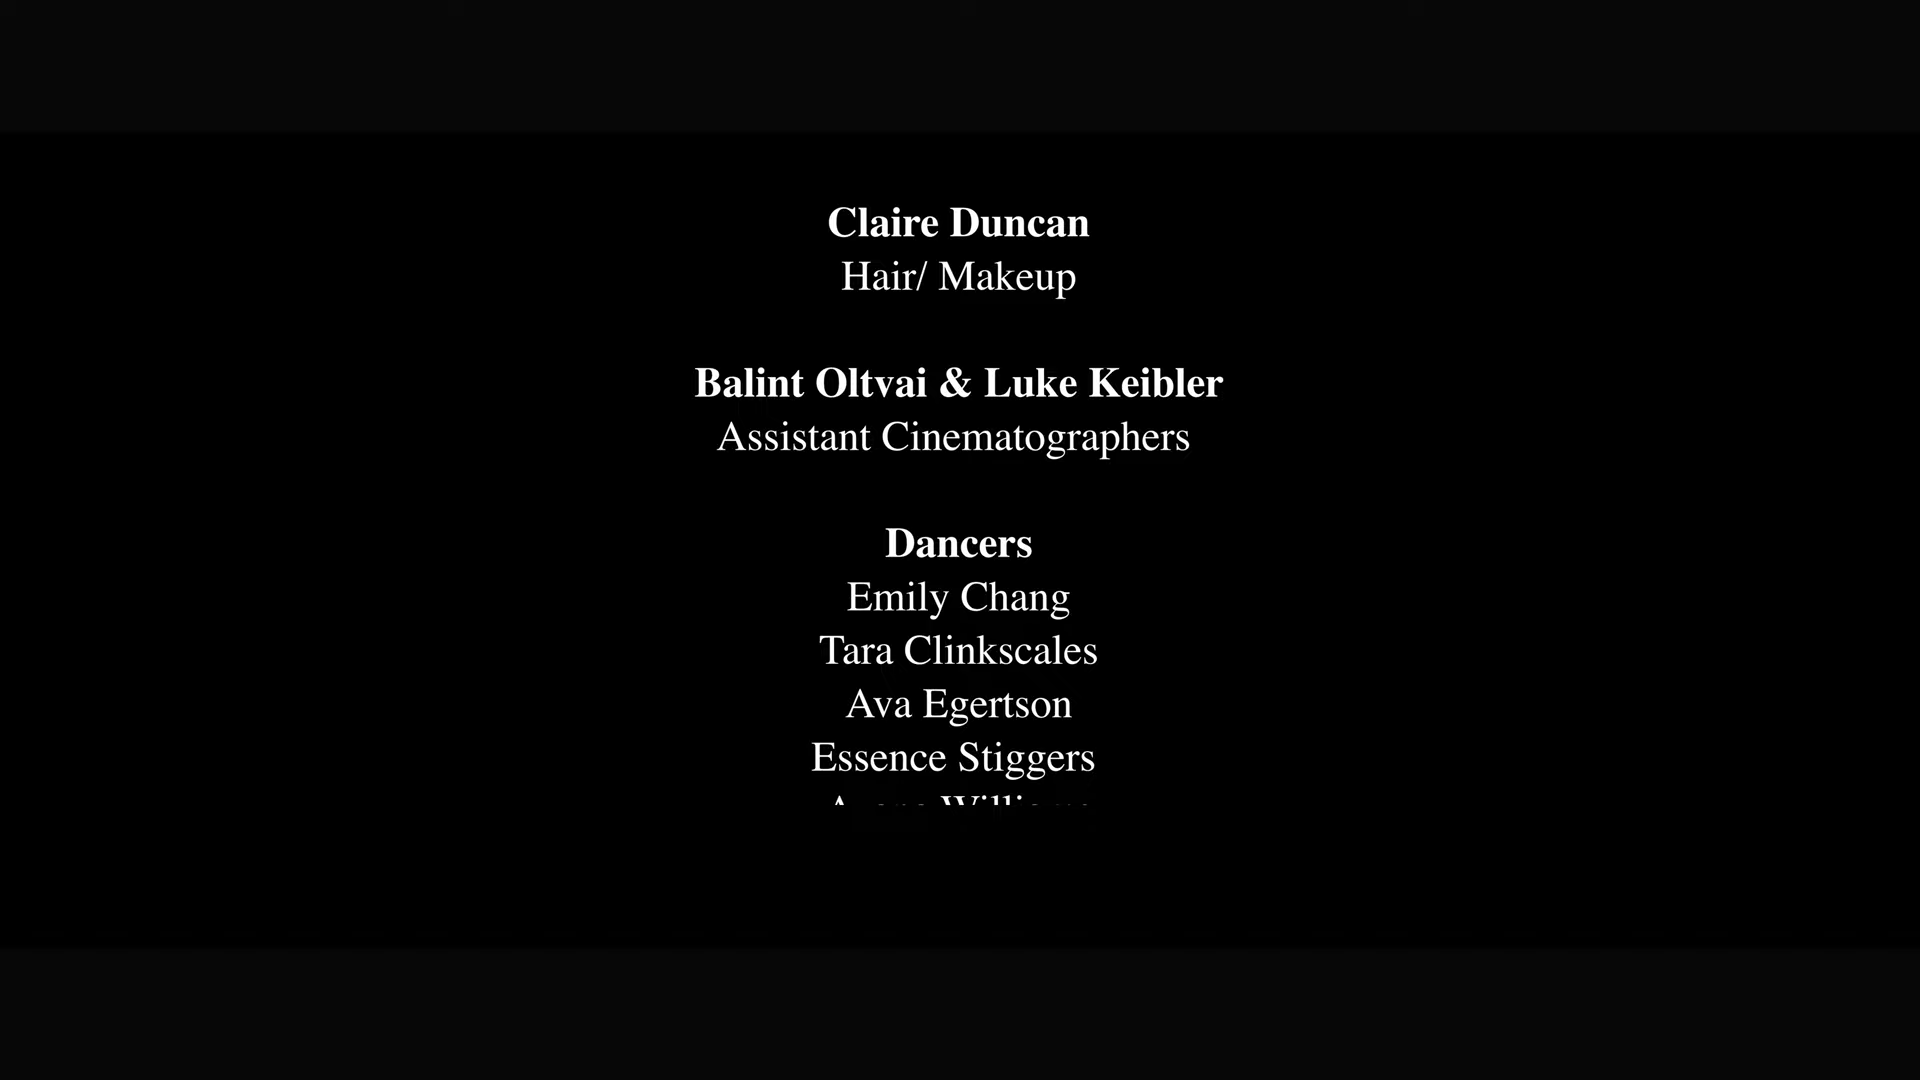 Claire Duncan
Hair/ Makeup
Balint Oltvai & Luke Keibler
Assistant Cinematographers
Dancers
Emily Chang
Tara Clinkscales
Ava Egertson
Essence Stiggers
Williams